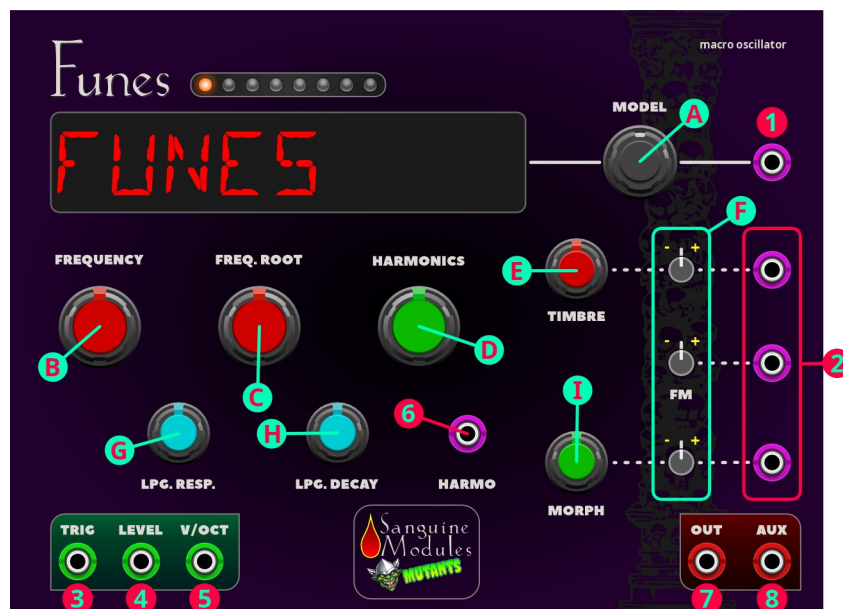 Funes
macro oscillator
MODEL
A
1
FUNES
F
FREQUENCY
FREQ. ROOT
HARMONICS
E
- +
TIMBRE
B
C
D
- +
2
FM
I
G
H
6
- +
LPG. RESP.
LPG. DECAY
HARMO
MORPH
TRIG
LEVEL
V/OCT
Sanguine
Modules
MUTANTS
OUT
AUX
3
4
5
7
8